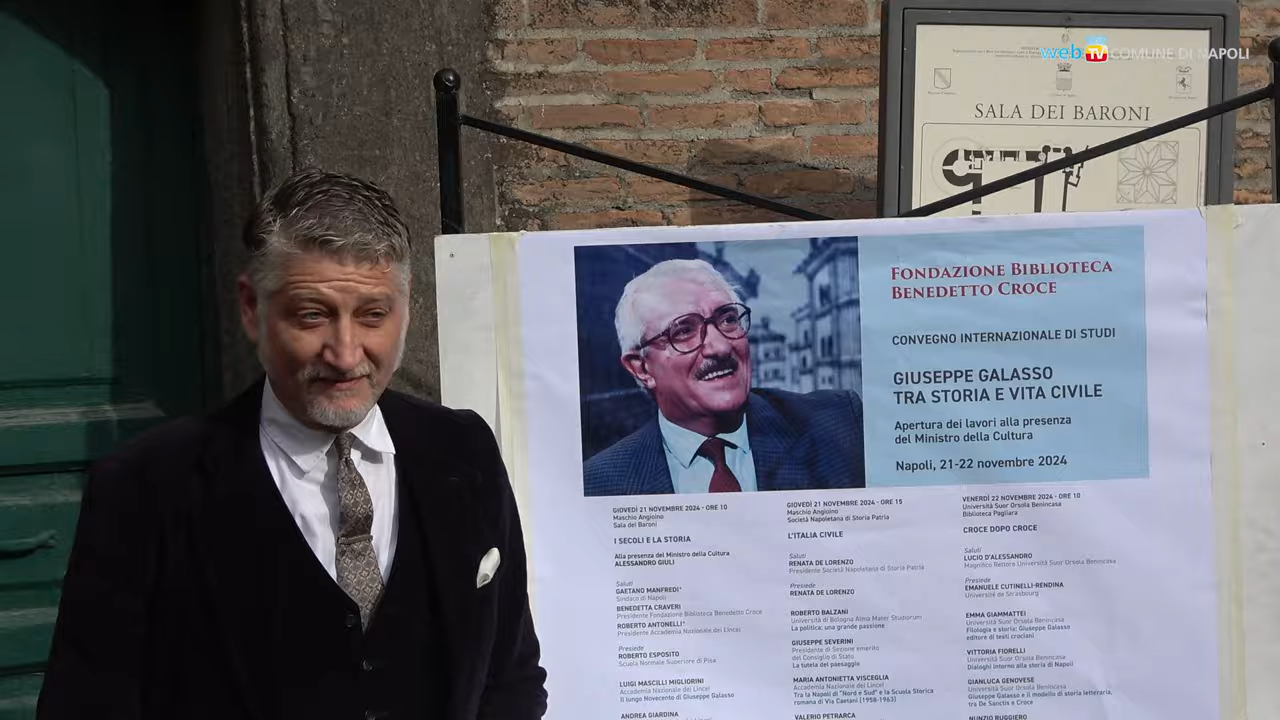 web TV COMUNE DI NAPOLI
SALA DEI BARONI
FONDAZIONE BIBLIOTECA
BENEDETTO CROCE
CONVEGNO INTERNAZIONALE DI STUDI
GIUSEPPE GALASSO
TRA STORIA E VITA CIVILE
Apertura dei lavori alla presenza
del Ministro della Cultura
Napoli, 21-22 novembre 2024
GIOVEDÌ 21 NOVEMBRE 2024 - ORE 10
Maschio Angioino
Sala dei Baroni
I SECOLI E LA STORIA
Alla presenza del Ministro della Cultura
ALESSANDRO GIULI
Saluti
GAETANO MANFREDI*
Sindaco di Napoli
BENEDETTA CRAVERI
Presidente Fondazione Biblioteca Benedetto Croce
ROBERTO ANTONELLI*
Presidente Accademia Nazionale dei Lincei
Presiede
ROBERTO ESPOSITO
Scuola Normale Superiore di Pisa
LUIGI MASCILLI MIGLIORINI
Accademia Nazionale dei Lincei
Il lungo Novecento di Giuseppe Galasso
ANDREA GIARDINA
GIOVEDÌ 21 NOVEMBRE 2024 - ORE 15
Maschio Angioino
Società Napoletana di Storia Patria
L'ITALIA CIVILE
Saluti
RENATA DE LORENZO
Presidente Società Napoletana di Storia Patria
Presiede
RENATA DE LORENZO
ROBERTO BALZANI
Università di Bologna Alma Mater Studiorum
La politica: una grande passione
GIUSEPPE SEVERINI
Presidente di Sezione emerito
del Consiglio di Stato
La tutela del paesaggio
MARIA ANTONIETTA VISCEGLIA
Accademia Nazionale dei Lincei
Tra la Napoli di "Nord e Sud" e la Scuola Storica
romana di Via Caetani (1958-1963)
VALERIO PETRARCA
VENERDÌ 22 NOVEMBRE 2024 - ORE 10
Università Suor Orsola Benincasa
Biblioteca Pagliara
CROCE DOPO CROCE
Saluti
LUCIO D'ALESSANDRO
Magnifico Rettore Università Suor Orsola Benincasa
Presiede
EMANUELE CUTINELLI-RENDINA
Université de Strasbourg
EMMA GIAMMATTEI
Università Suor Orsola Benincasa
Filologia e storia: Giuseppe Galasso
editore di testi crociani
VITTORIA FIORELLI
Università Suor Orsola Benincasa
Dialoghi intorno alla storia di Napoli
GIANLUCA GENOVESE
Università Suor Orsola Benincasa
Giuseppe Galasso e il modello di storia letteraria,
tra De Sanctis e Croce
NUNZIO RUGGIERO